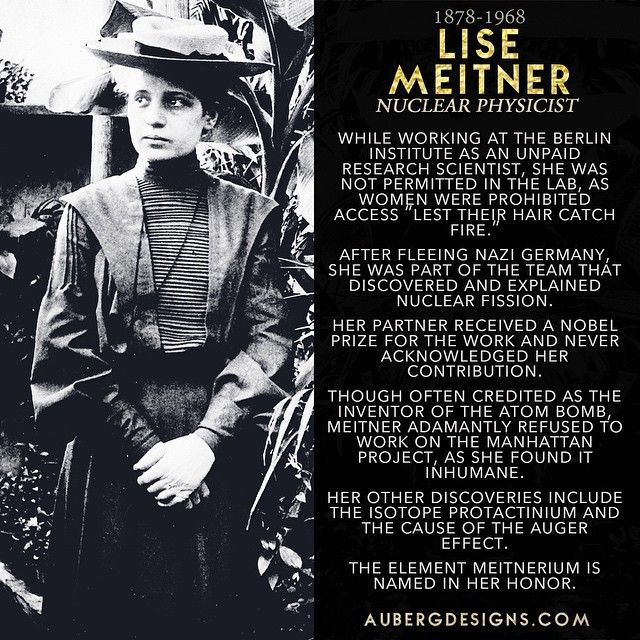 1878-1968
LISE
MEITNER
NUCLEAR PHYSICIST
WHILE WORKING AT THE BERLIN
INSTITUTE AS AN UNPAID
RESEARCH SCIENTIST, SHE WAS
NOT PERMITTED IN THE LAB, AS
WOMEN WERE PROHIBITED
ACCESS "LEST THEIR HAIR CATCH
FIRE."
AFTER FLEEING NAZI GERMANY,
SHE WAS PART OF THE TEAM THAT
DISCOVERED AND EXPLAINED
NUCLEAR FISSION.
HER PARTNER RECEIVED A NOBEL
PRIZE FOR THE WORK AND NEVER
ACKNOWLEDGED HER
CONTRIBUTION.
THOUGH OFTEN CREDITED AS THE
INVENTOR OF THE ATOM BOMB,
MEITNER ADAMANTLY REFUSED TO
WORK ON THE MANHATTAN
PROJECT, AS SHE FOUND IT
INHUMANE.
HER OTHER DISCOVERIES INCLUDE
THE ISOTOPE PROTACTINIUM AND
THE CAUSE OF THE AUGER
EFFECT.
THE ELEMENT MEITNERIUM IS
NAMED IN HER HONOR.
AUBERGDESIGNS.COM